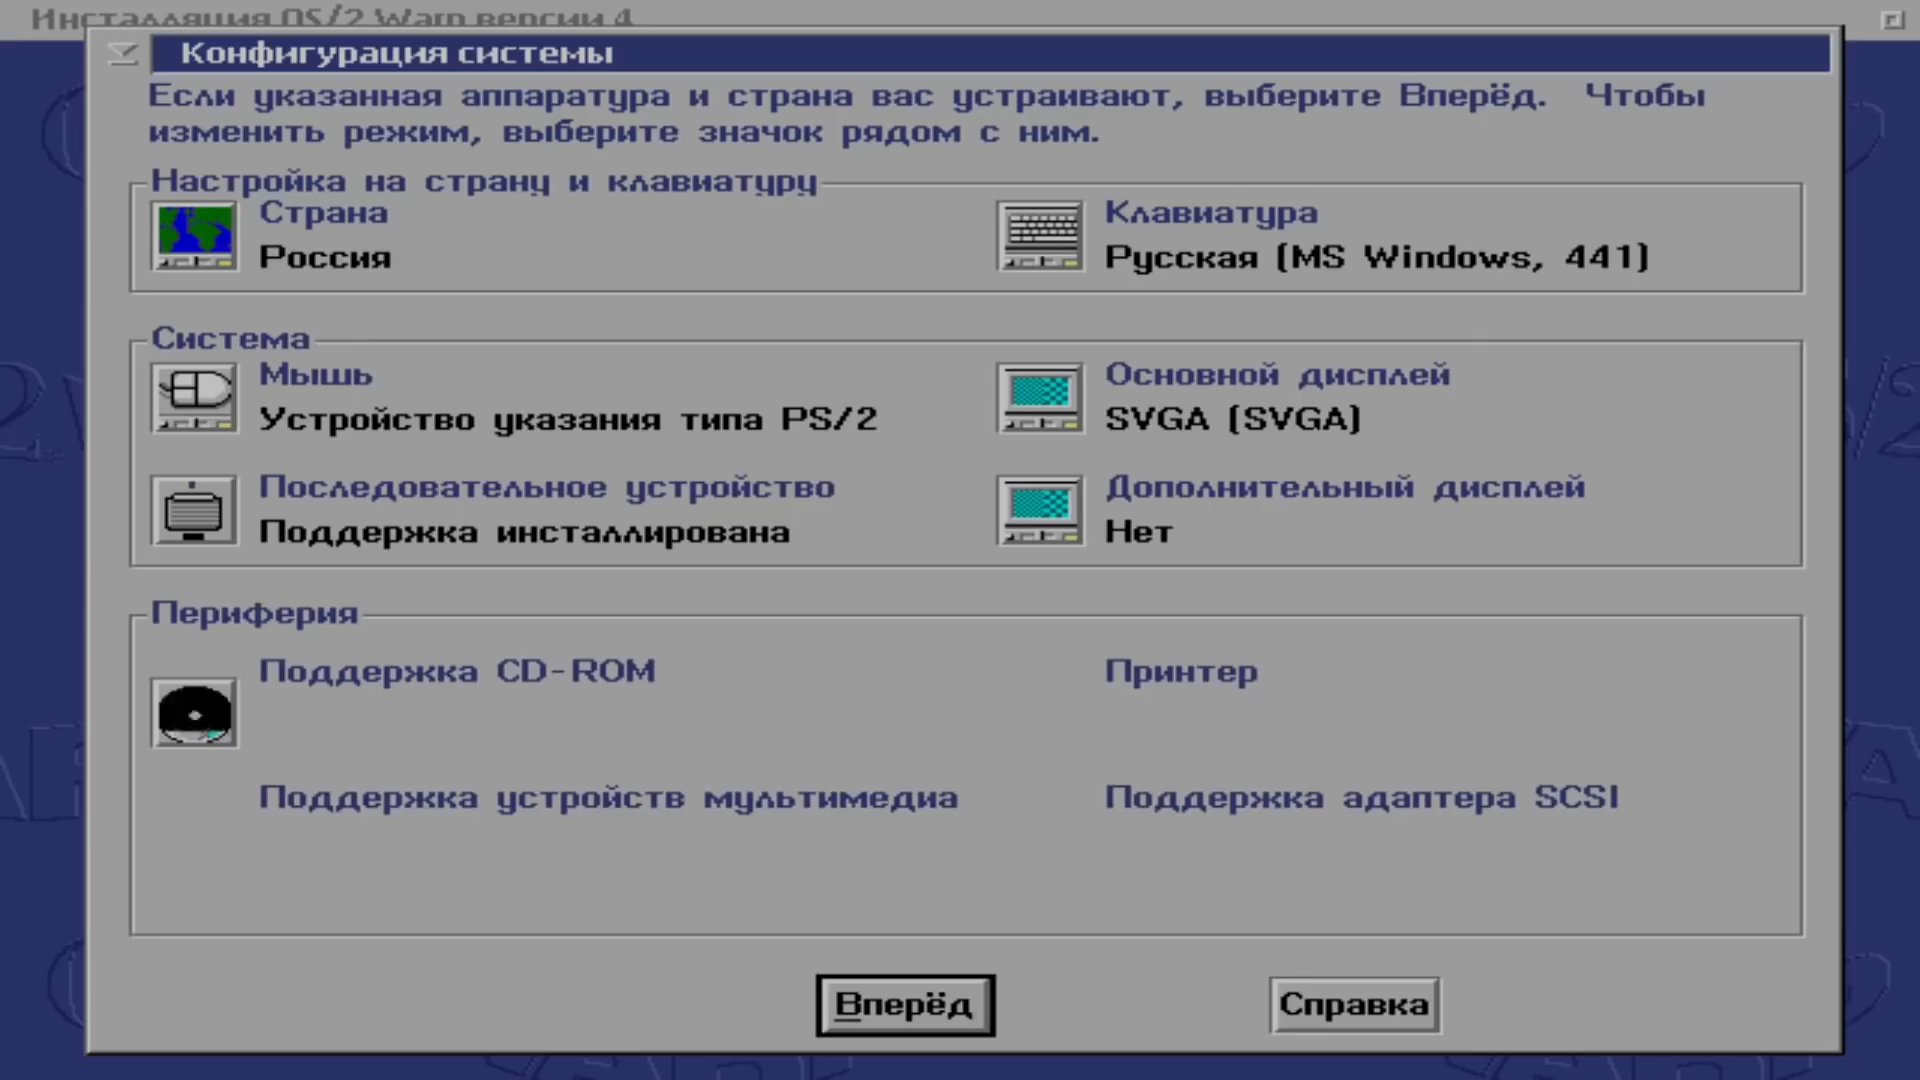 Инсталляция OS/2 Warp версии 4
Конфигурация системы
Если указанная аппаратура и страна вас устраивают, выберите Вперёд. Чтобы
изменить режим, выберите значок рядом с ним.
Настройка на страну и клавиатуру
Страна
Россия
Клавиатура
Русская (MS Windows, 441)
Система
Мышь
Устройство указания типа PS/2
Основной дисплей
SVGA (SVGA)
Последовательное устройство
Поддержка инсталлирована
Дополнительный дисплей
Нет
Периферия
Поддержка CD-ROM
Принтер
Поддержка устройств мультимедиа
Поддержка адаптера SCSI
Вперёд
Справка